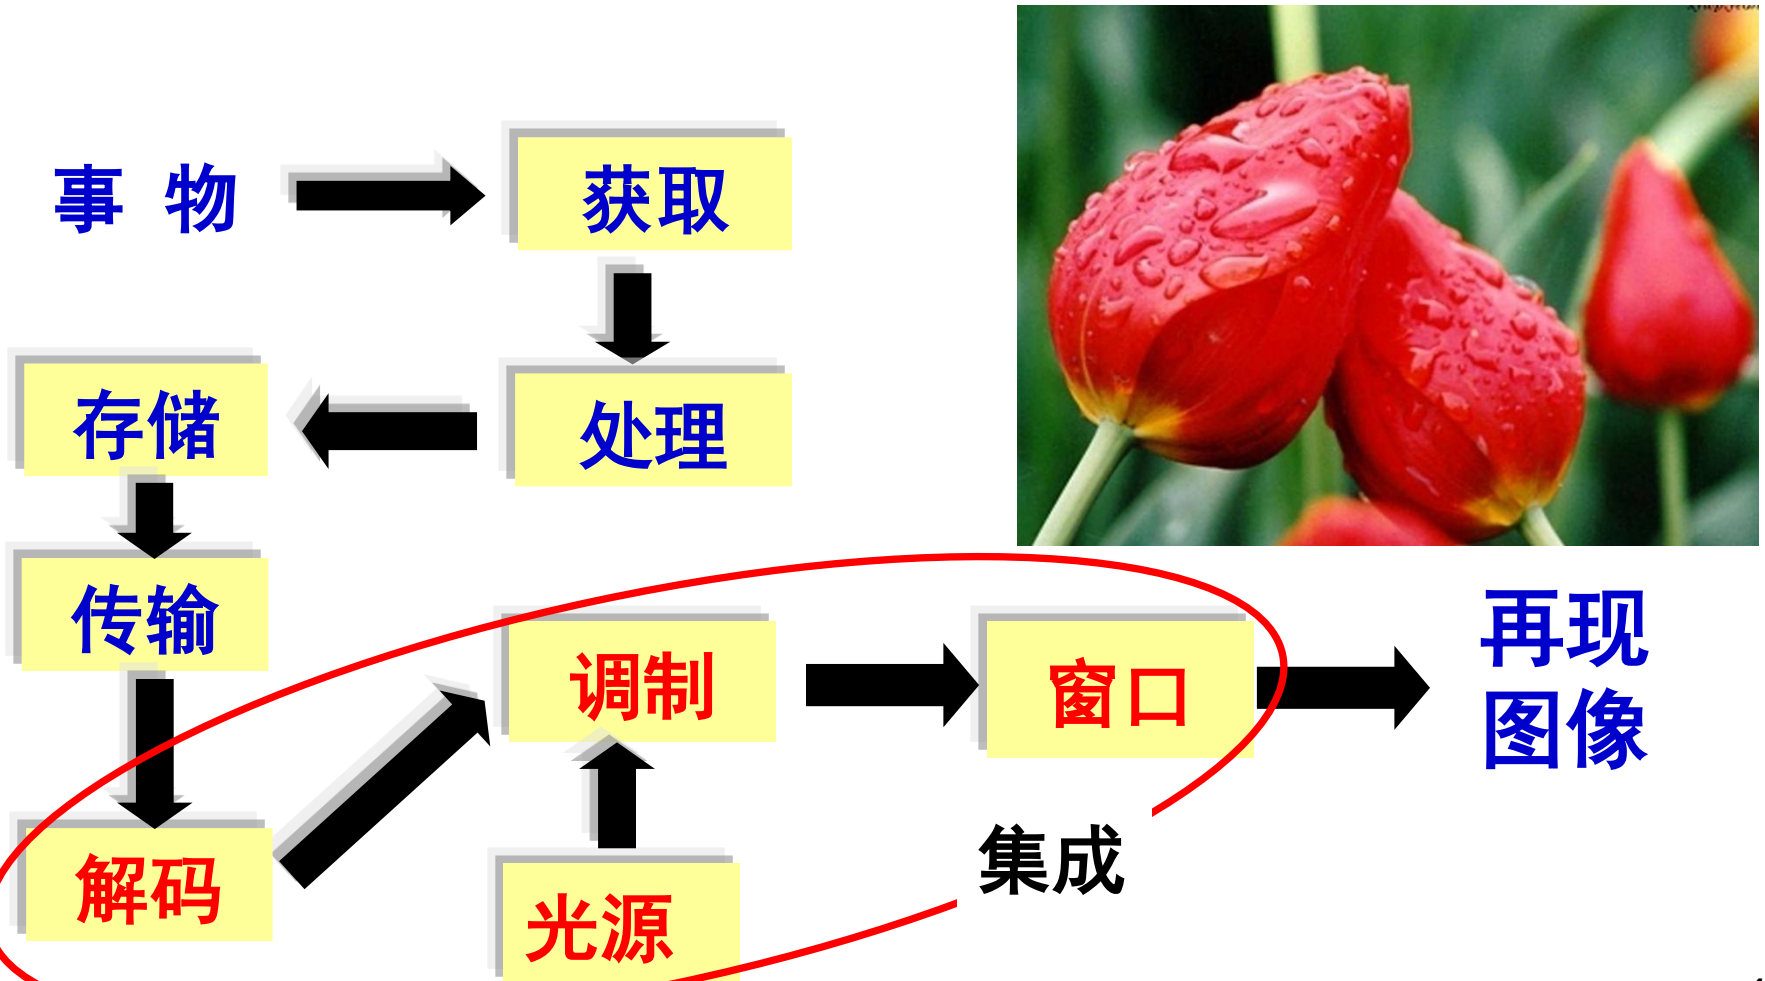 事 物
获取
处理
存储
传输
解码
调制
光源
窗口
集成
再现
图像